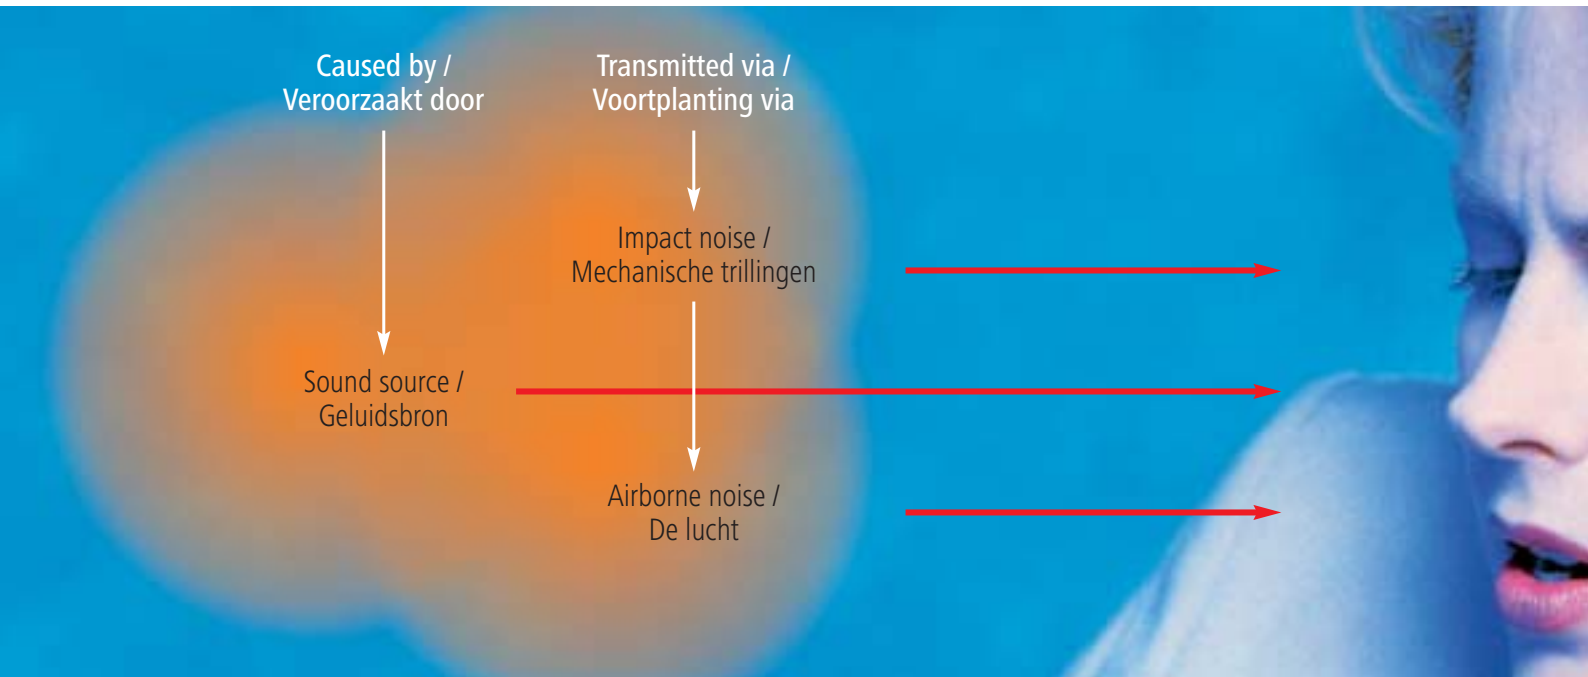 Caused by /
Veroorzaakt door
Transmitted via /
Voortplanting via
Impact noise /
Mechanische trillingen
Sound source /
Geluidsbron
Airborne noise /
De lucht